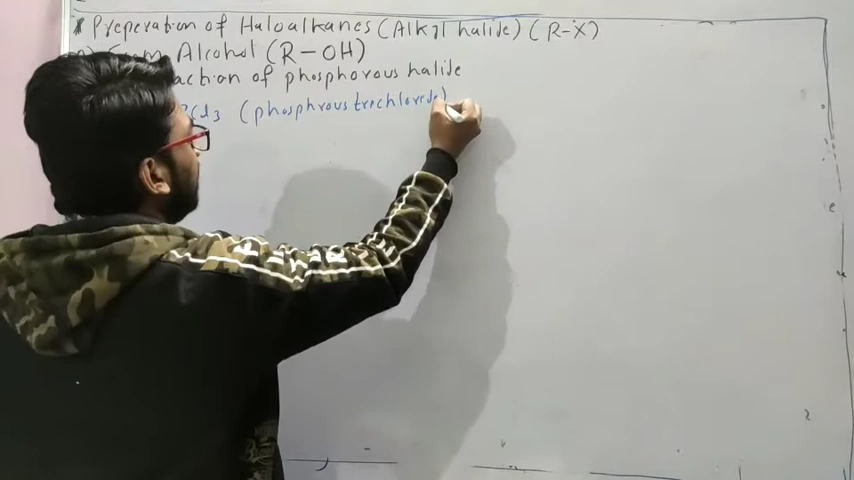 * Preperation of Haloalkanes (Alkyl halide) (R-X)
From Alcohol (R-OH)
action of phosphorous halide
PCl3 (phosphrous trichloride)